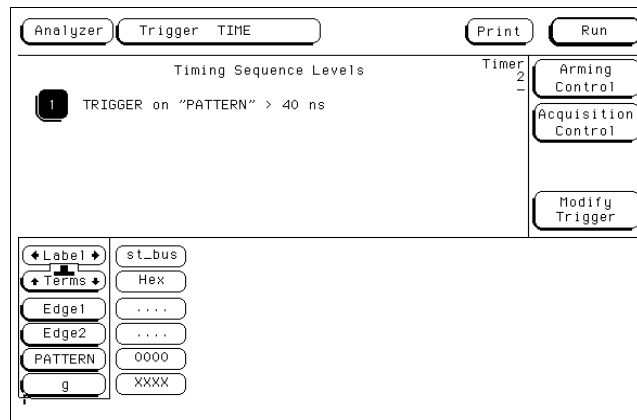 Analyzer Trigger TIME Print Run
Timing Sequence Levels
Timer
2
-
1 TRIGGER on "PATTERN" > 40 ns
Arming
Control
Acquisition
Control
Modify
Trigger
Label st_bus
Terms Hex
Edge1 ....
Edge2 ....
PATTERN 0000
g XXXX